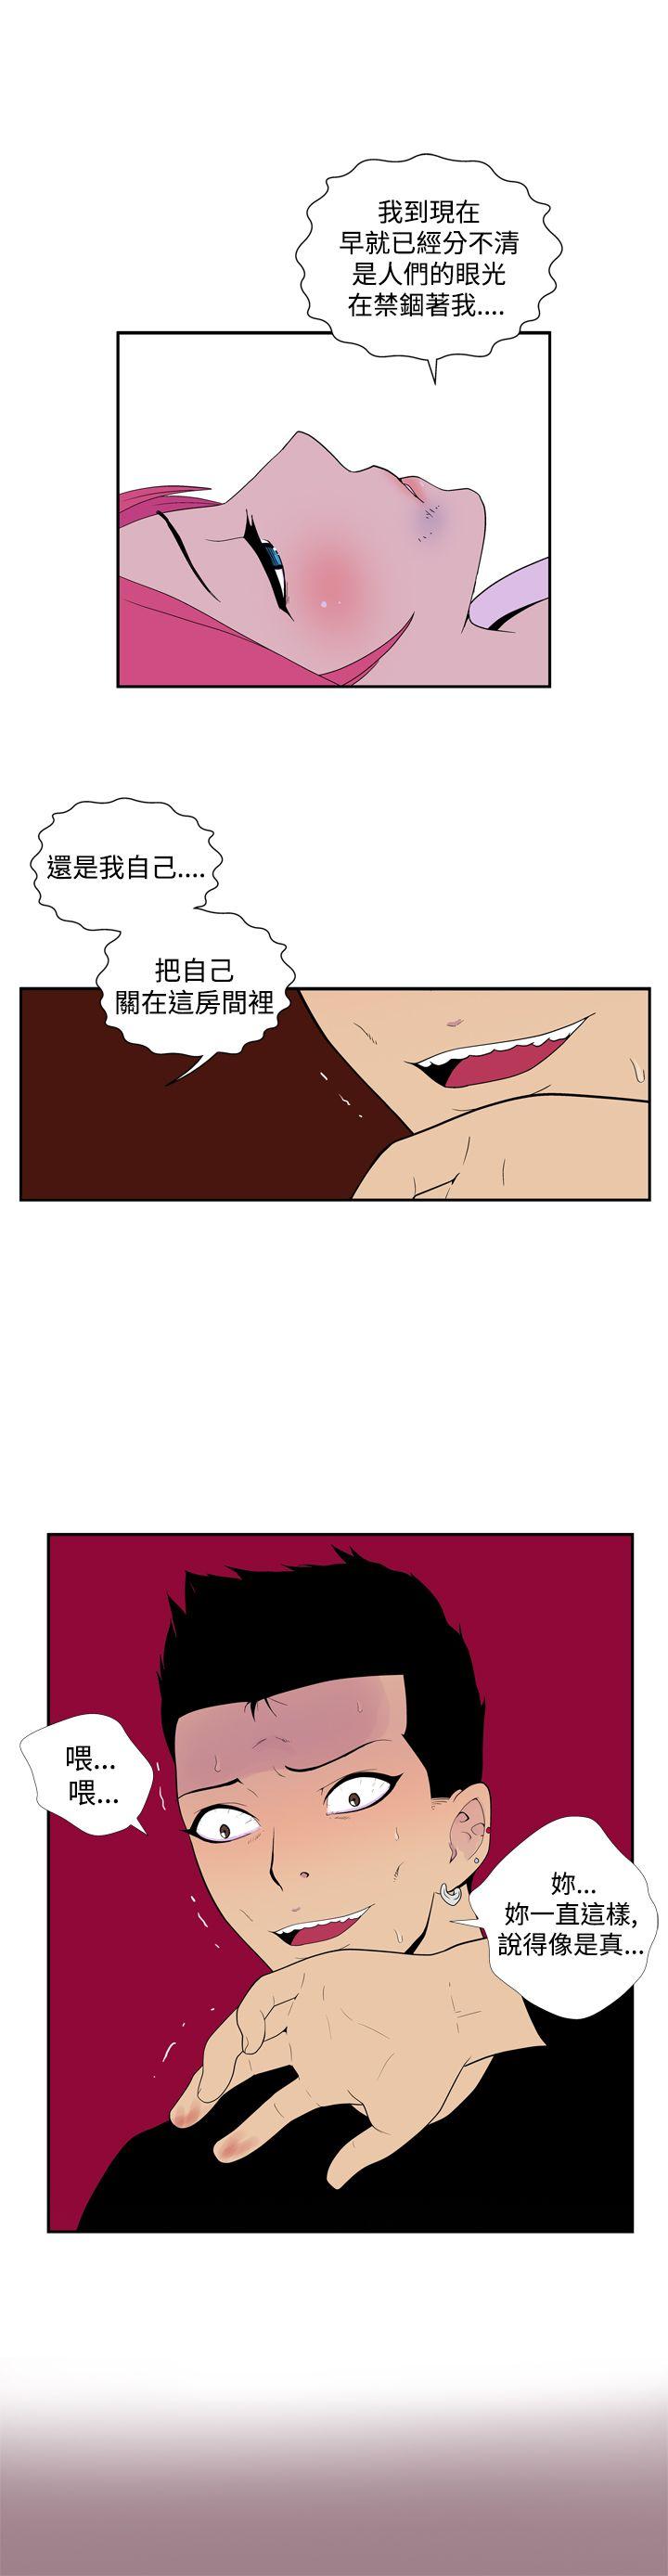 我到現在
早就已經分不清
是人們的眼光
在禁錮著我....
還是我自己....
把自己
關在這房間裡
喂...
喂...
妳...
妳一直這樣,
說得像是真...